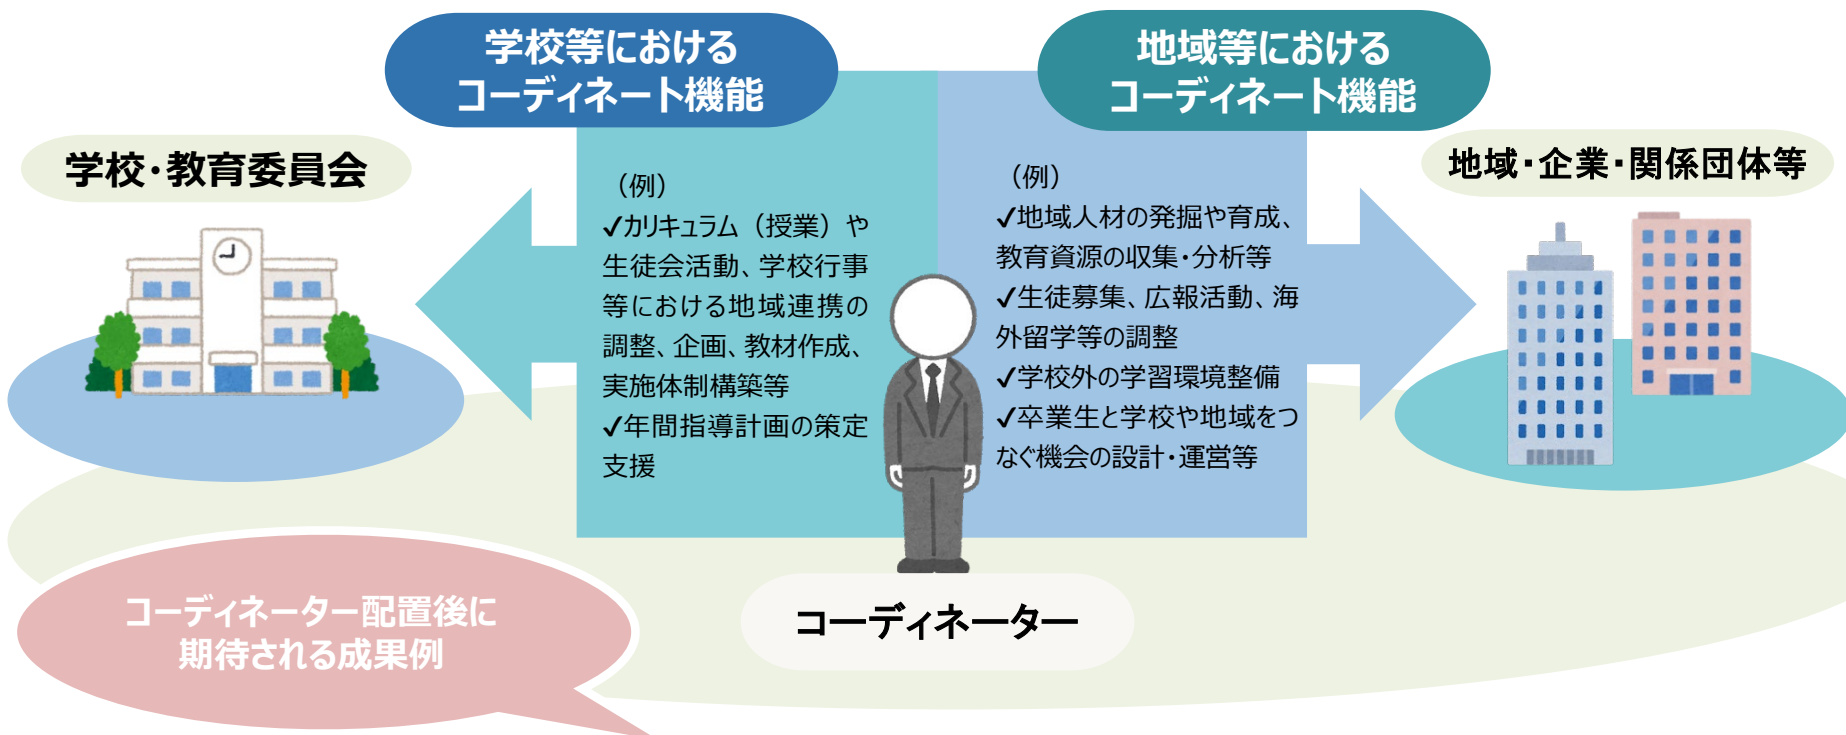 学校等における
コーディネート機能
地域等における
コーディネート機能
学校・教育委員会
地域・企業・関係団体等
（例）
✓カリキュラム（授業）や
生徒会活動、学校行事
等における地域連携の
調整、企画、教材作成、
実施体制構築等
✓年間指導計画の策定
支援
（例）
✓地域人材の発掘や育成、
教育資源の収集・分析等
✓生徒募集、広報活動、海
外留学等の調整
✓学校外の学習環境整備
✓卒業生と学校や地域をつ
なぐ機会の設計・運営等
コーディネーター
コーディネーター配置後に
期待される成果例